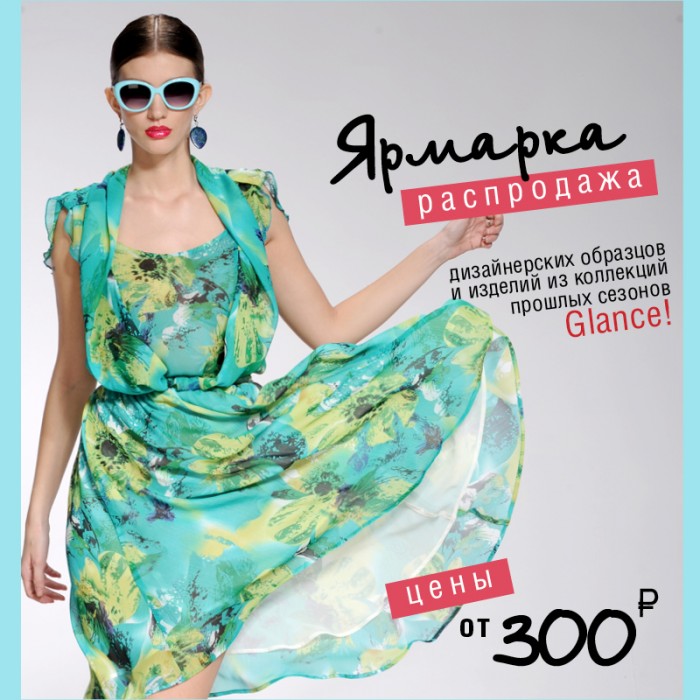 Ярмарка
распродажа
дизайнерских образцов
и изделий из коллекций
прошлых сезонов
Glance!
цены
от 300 ₽